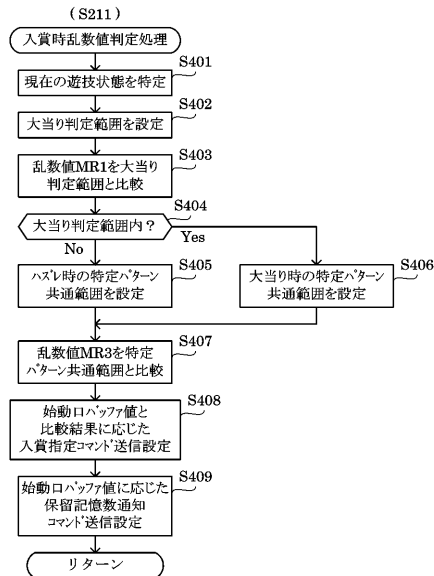 (S211)
入賞時乱数値判定処理
S401
現在の遊技状態を特定
S402
大当り判定範囲を設定
S403
乱数値MR1を大当り
判定範囲と比較
S404
大当り判定範囲内?
No
Yes
S405
ハズレ時の特定パターン
共通範囲を設定
S406
大当り時の特定パターン
共通範囲を設定
S407
乱数値MR3を特定
パターン共通範囲と比較
S408
始動口バッファ値と
比較結果に応じた
入賞指定コマンド送信設定
S409
始動口バッファ値に応じた
保留記憶数通知
コマンド送信設定
リターン